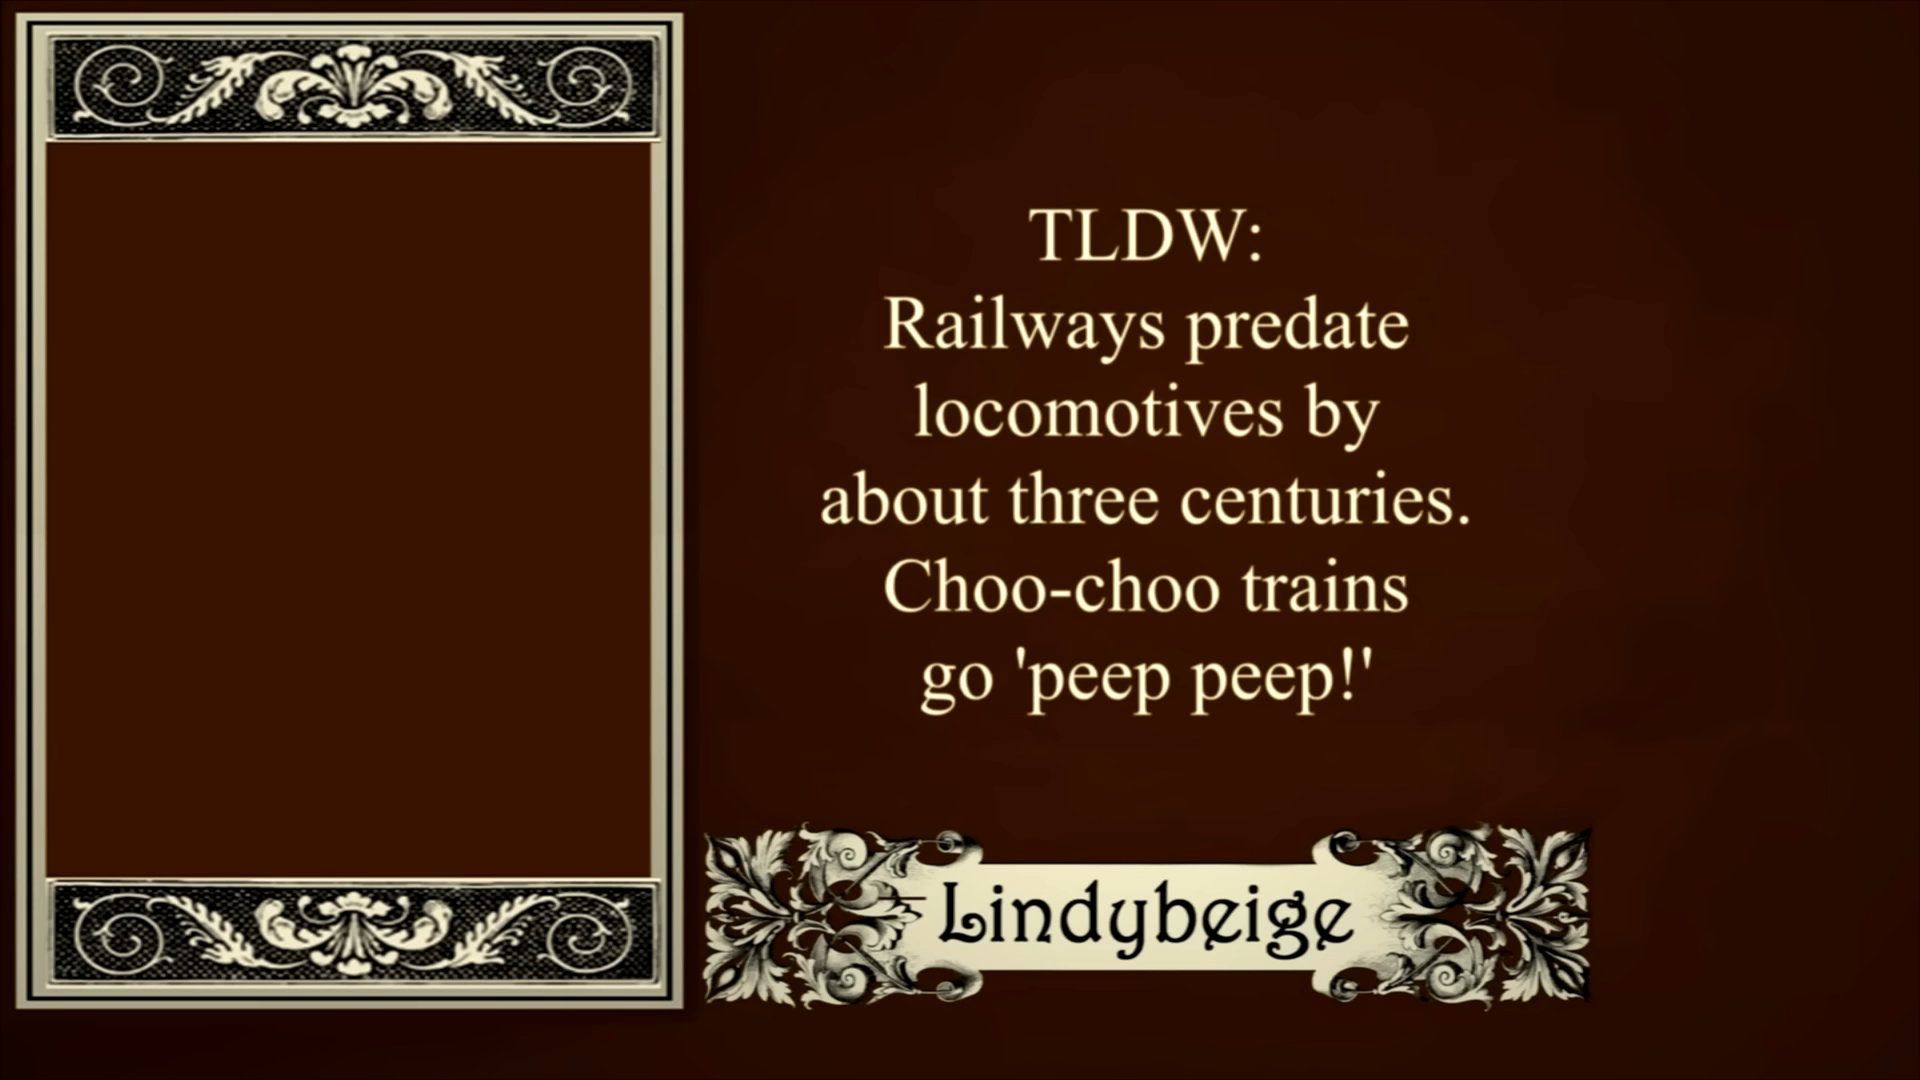 TLDW:
Railways predate
locomotives by
about three centuries.
Choo-choo trains
go 'peep peep!'
Lindybeige